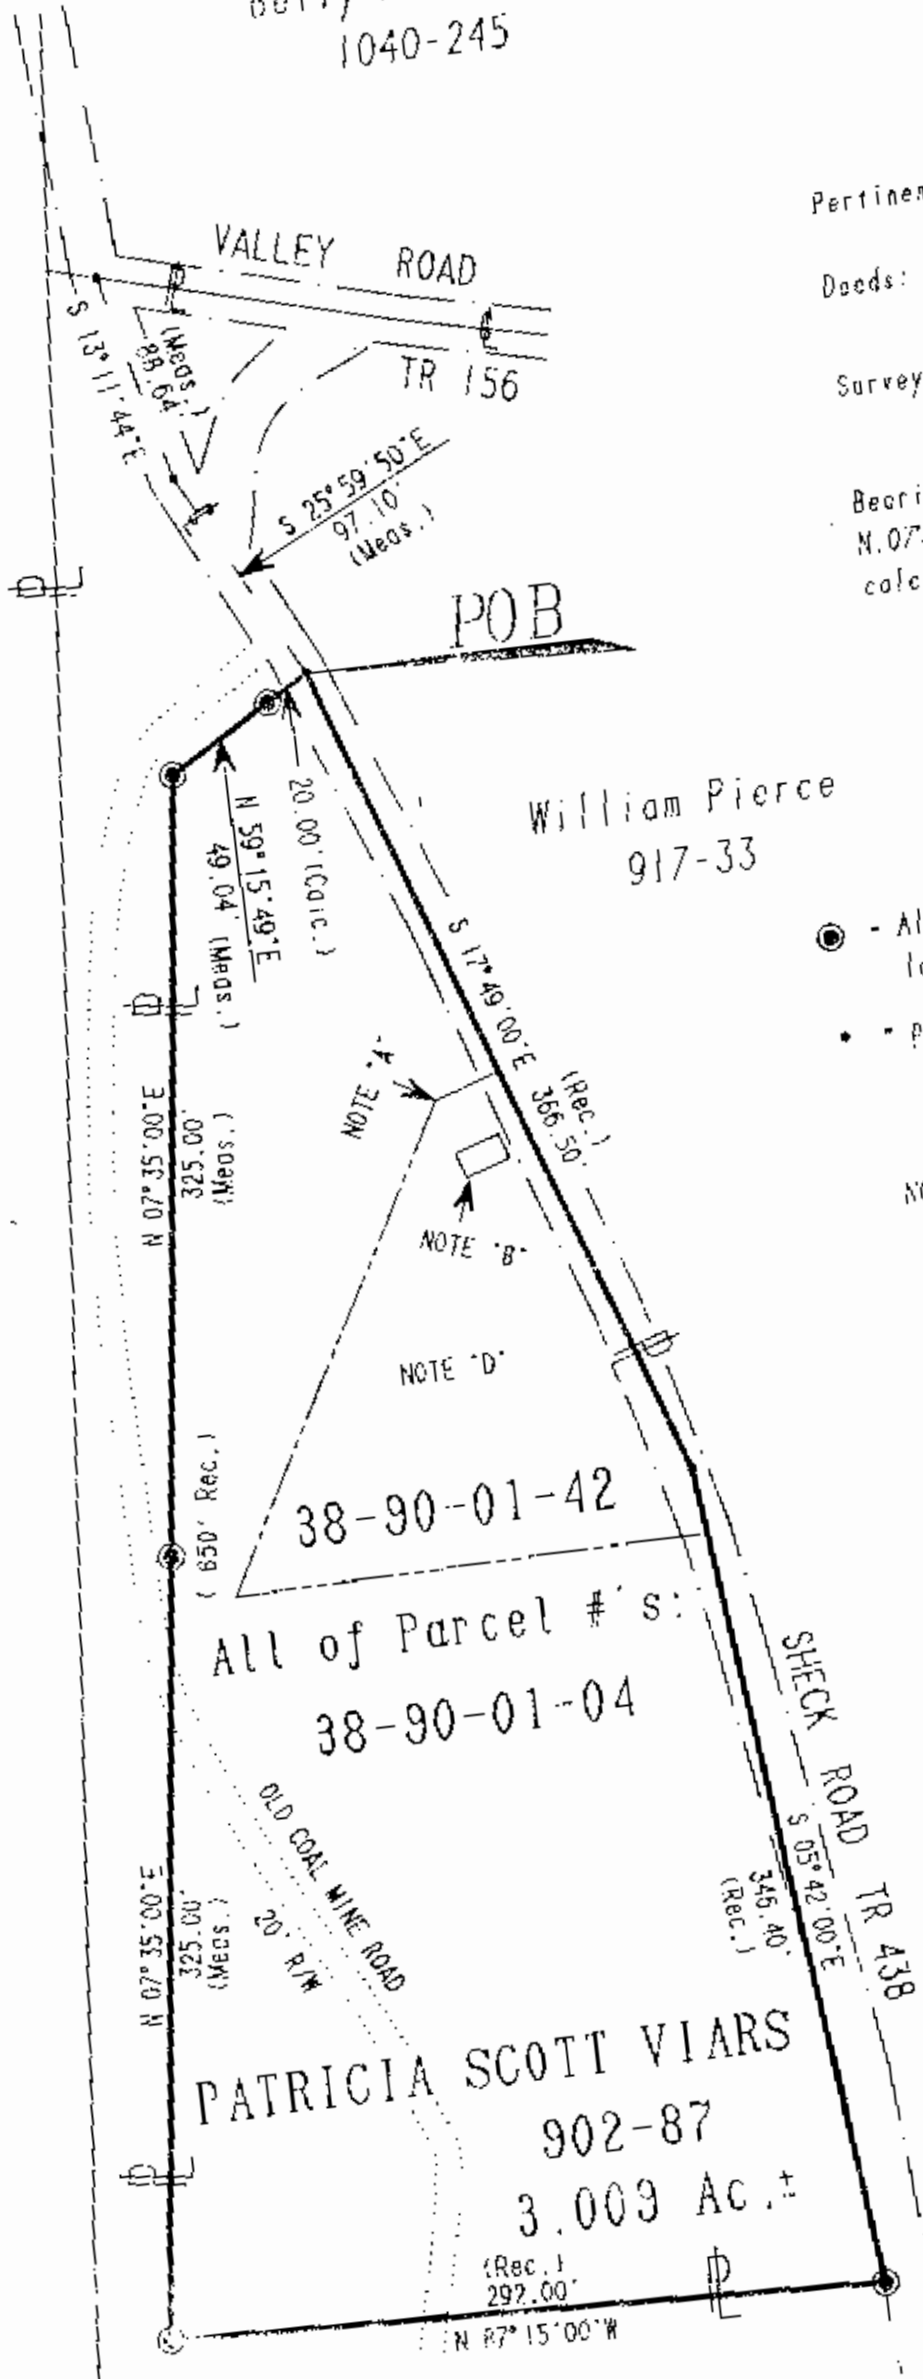 1040-245
Pertinen
Deeds:
VALLEY ROAD
TR 156
Survey
S 13°11'44"E
88.64'
(Meas.)
S 25°59'50"E
97.10'
(Meas.)
Beari
N.07
calc
POB
20.00'(Calc.)
N 59°15'49"E
49.04' (Meas.)
William Pierce
917-33
- Al
S 17°49'00"E 366.50'
(Rec.)
NOTE "A"
NOTE "B"
N 07°35'00"E
325.00'
(Meas.)
NOTE "D"
( 650' Rec.)
38-90-01-42
All of Parcel #'s:
38-90-01-04
SHECK ROAD TR 438
S 05°42'00"E
346.40'
(Rec.)
OLD COAL MINE ROAD
20' R/W
N 07°35'00"E
325.00'
(Meas.)
PATRICIA SCOTT VIARS
902-87
3.009 Ac.±
(Rec.)
292.00'
N 87°15'00"W